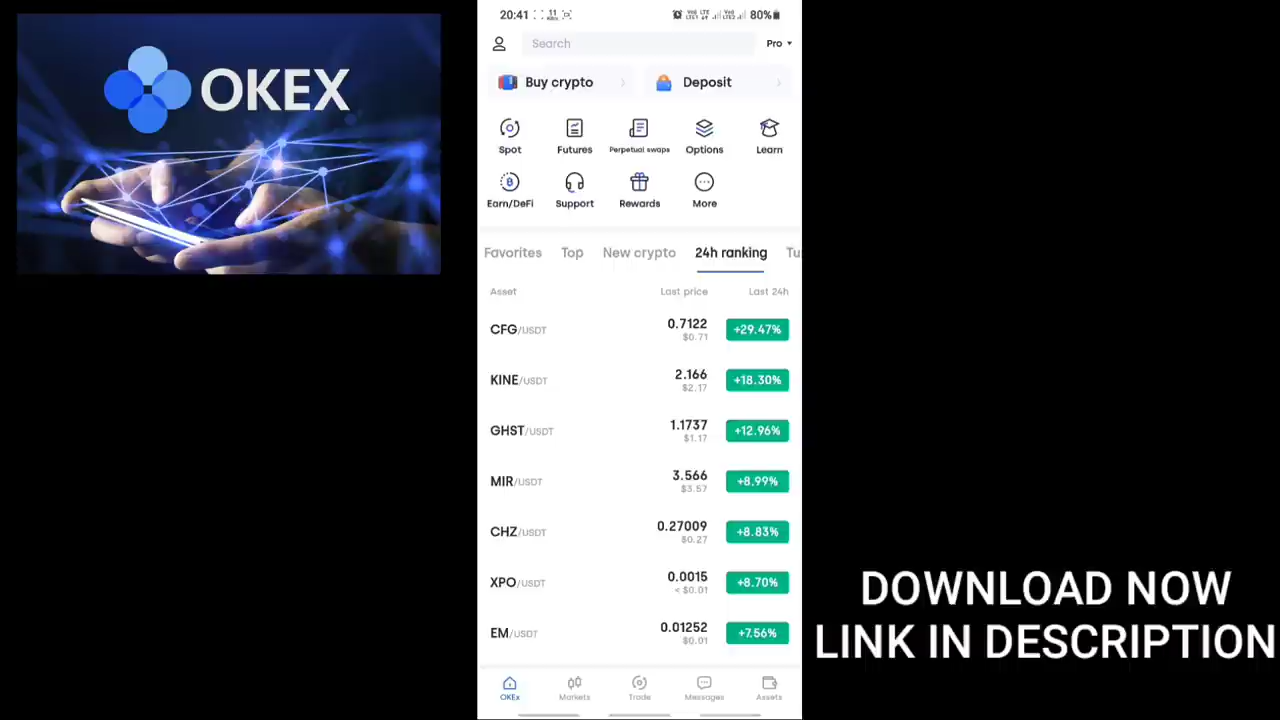 OKEX
20:41
80%
Search
Pro
Buy crypto
Deposit
Spot
Futures
Perpetual swaps
Options
Learn
Earn/DeFi
Support
Rewards
More
Favorites Top New crypto 24h ranking Tu
Asset Last price Last 24h
CFG/USDT 0.7122 +29.47%
$0.71
KINE/USDT 2.166 +18.30%
$2.17
GHST/USDT 1.1737 +12.96%
$1.17
MIR/USDT 3.566 +8.99%
$3.57
CHZ/USDT 0.27009 +8.83%
$0.27
XPO/USDT 0.0015 +8.70%
< $0.01
EM/USDT 0.01252 +7.56%
$0.01
OKEx Markets Trade Messages Assets
DOWNLOAD NOW
LINK IN DESCRIPTION